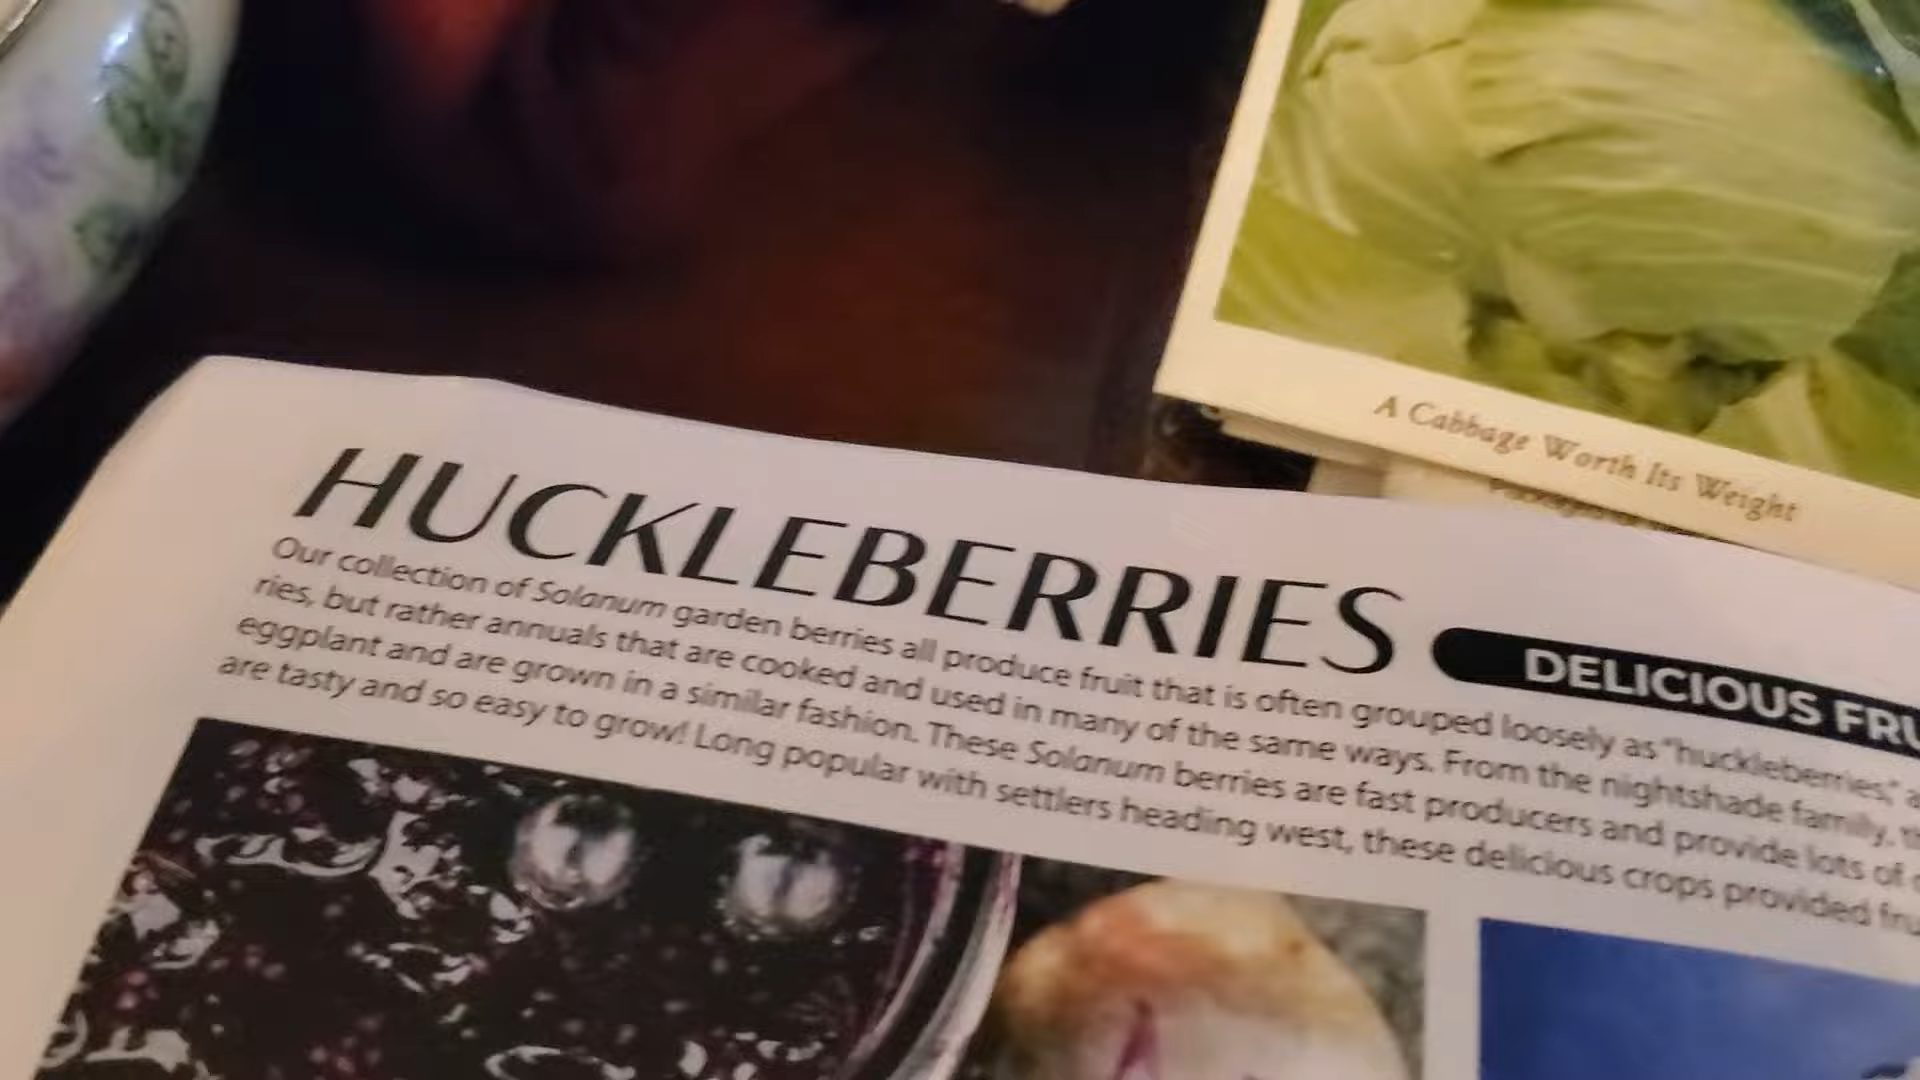 A Cabbage Worth Its Weight
HUCKLEBERRIES
DELICIOUS FRU
Our collection of Solanum garden berries all produce fruit that is often grouped loosely as "huckleberries,"
ries, but rather annuals that are cooked and used in many of the same ways. From the nightshade family,
eggplant and are grown in a similar fashion. These Solanum berries are fast producers and provide lots of
are tasty and so easy to grow! Long popular with settlers heading west, these delicious crops provided fru